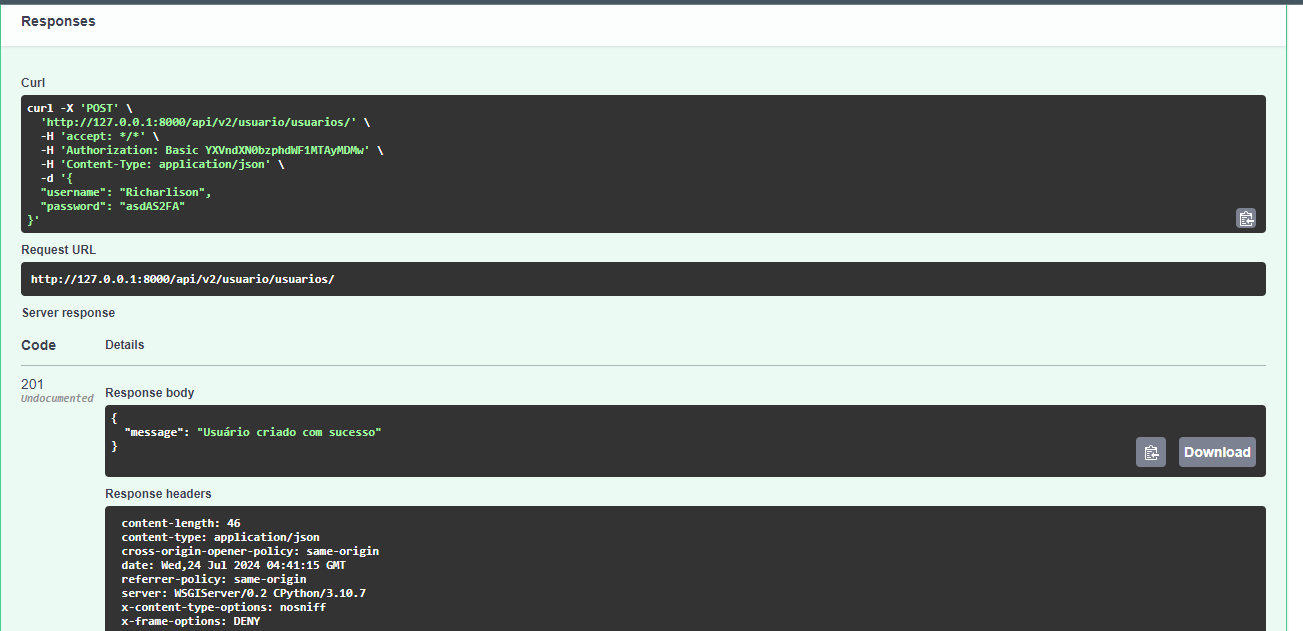 Responses
Curl
curl -X 'POST' \
'http://127.0.0.1:8000/api/v2/usuario/usuarios/' \
-H 'accept: */*' \
-H 'Authorization: Basic YXVndXN0bzphdWF1MTAyMDMw' \
-H 'Content-Type: application/json' \
-d '{
"username": "Richarlison",
"password": "asdAS2FA"
}'
Request URL
http://127.0.0.1:8000/api/v2/usuario/usuarios/
Server response
Code Details
201
Undocumented
Response body
{
"message": "Usuário criado com sucesso"
}
Download
Response headers
content-length: 46
content-type: application/json
cross-origin-opener-policy: same-origin
date: Wed,24 Jul 2024 04:41:15 GMT
referrer-policy: same-origin
server: WSGIServer/0.2 CPython/3.10.7
x-content-type-options: nosniff
x-frame-options: DENY